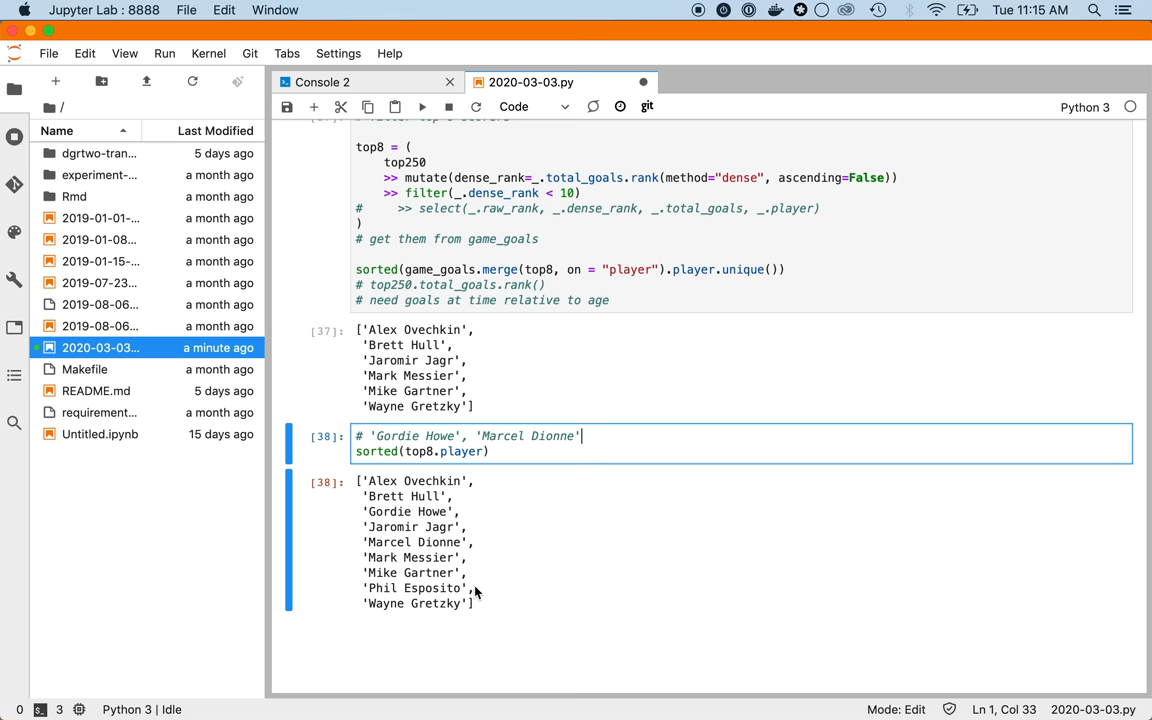 Jupyter Lab : 8888 File Edit Window Tue 11:15 AM
File Edit View Run Kernel Git Tabs Settings Help
Console 2
2020-03-03.py
Code
git
Python 3
/
Name Last Modified
dgrtwo-tran... 5 days ago
experiment-... a month ago
Rmd a month ago
2019-01-01-... a month ago
2019-01-08... a month ago
2019-01-15-... a month ago
2019-07-23... a month ago
2019-08-06... a month ago
2019-08-06... a month ago
2020-03-03... a minute ago
Makefile a month ago
README.md 5 days ago
requirement... a month ago
Untitled.ipynb 15 days ago
top8 = (
top250
>> mutate(dense_rank=_.total_goals.rank(method="dense", ascending=False))
>> filter(_.dense_rank < 10)
# >> select(_.raw_rank, _.dense_rank, _.total_goals, _.player)
)
# get them from game_goals
sorted(game_goals.merge(top8, on = "player").player.unique())
# top250.total_goals.rank()
# need goals at time relative to age
[37]: ['Alex Ovechkin',
'Brett Hull',
'Jaromir Jagr',
'Mark Messier',
'Mike Gartner',
'Wayne Gretzky']
[38]: # 'Gordie Howe', 'Marcel Dionne'
sorted(top8.player)
[38]: ['Alex Ovechkin',
'Brett Hull',
'Gordie Howe',
'Jaromir Jagr',
'Marcel Dionne',
'Mark Messier',
'Mike Gartner',
'Phil Esposito',
'Wayne Gretzky']
0 3 Python 3 | Idle Mode: Edit Ln 1, Col 33 2020-03-03.py